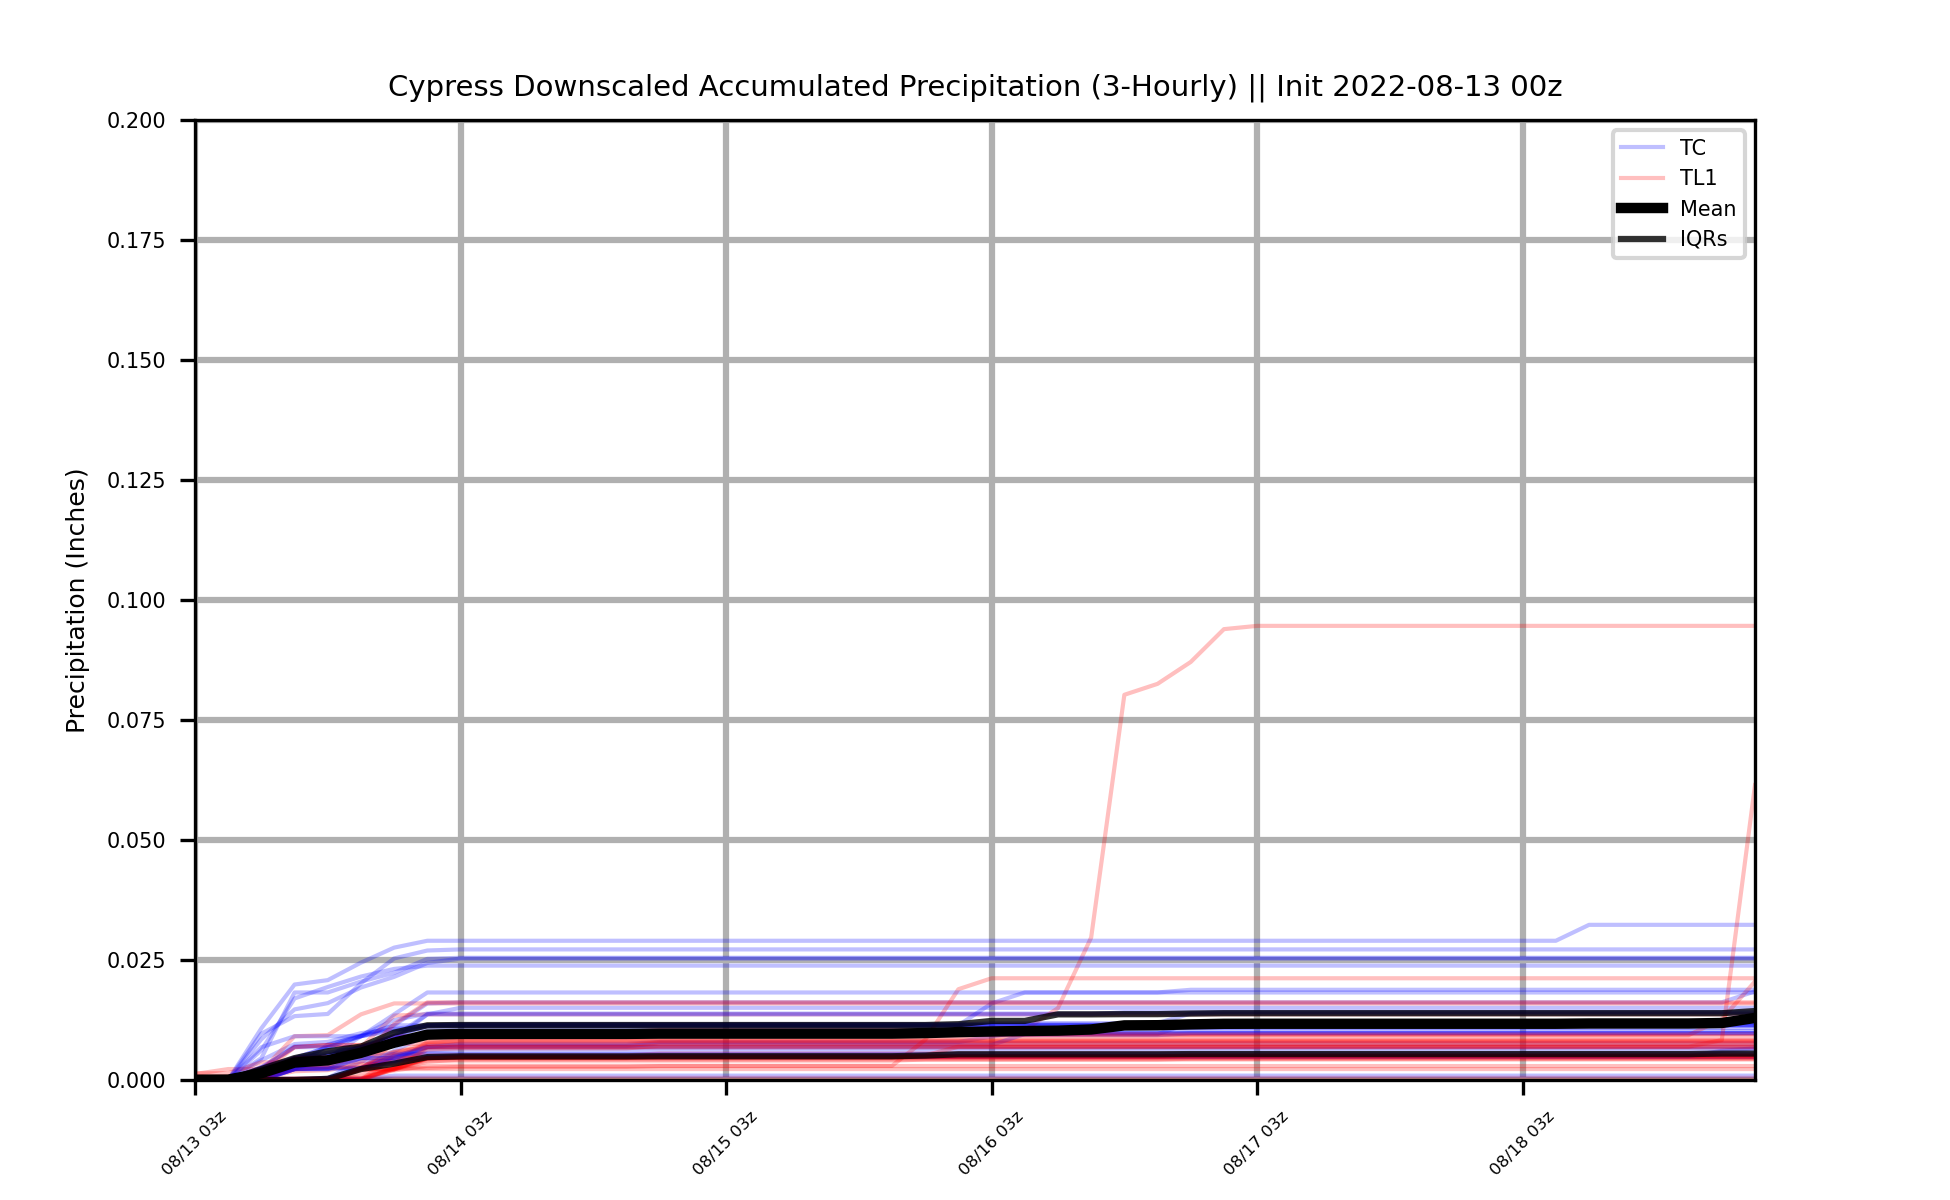 Cypress Downscaled Accumulated Precipitation (3-Hourly) || Init 2022-08-13 00z
0.200
0.175
0.150
0.125
0.100
0.075
0.050
0.025
0.000
Precipitation (Inches)
TC
TL1
Mean
IQRs
08/13 03z
08/14 03z
08/15 03z
08/16 03z
08/17 03z
08/18 03z